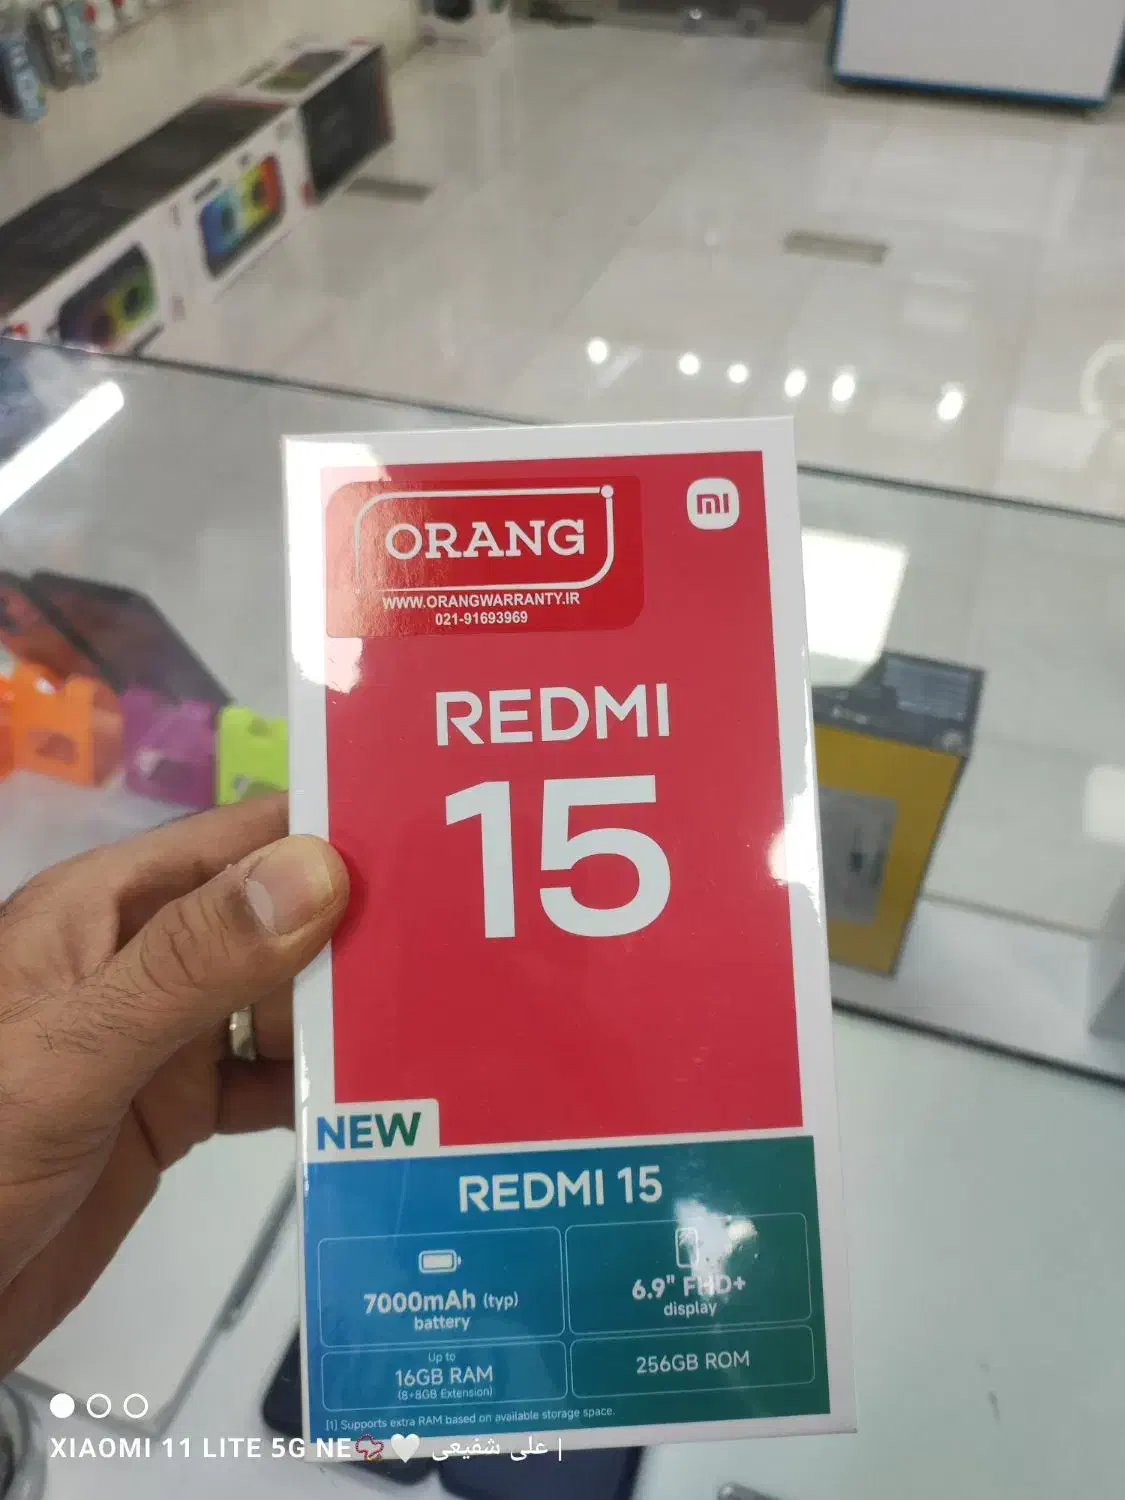 ORANG
WWW.ORANGWARRANTY.IR
021-91693969
mi
REDMI
15
NEW
REDMI 15
7000mAh (typ)
battery
6.9" FHD+
display
Up to
16GB RAM
(8+8GB Extension)
256GB ROM
[1] Supports extra RAM based on available storage space.
XIAOMI 11 LITE 5G NE🥀🤍 علی شفیعی |